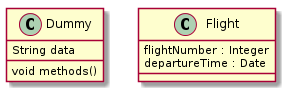 C Dummy
String data
void methods()
C Flight
flightNumber : Integer
departureTime : Date